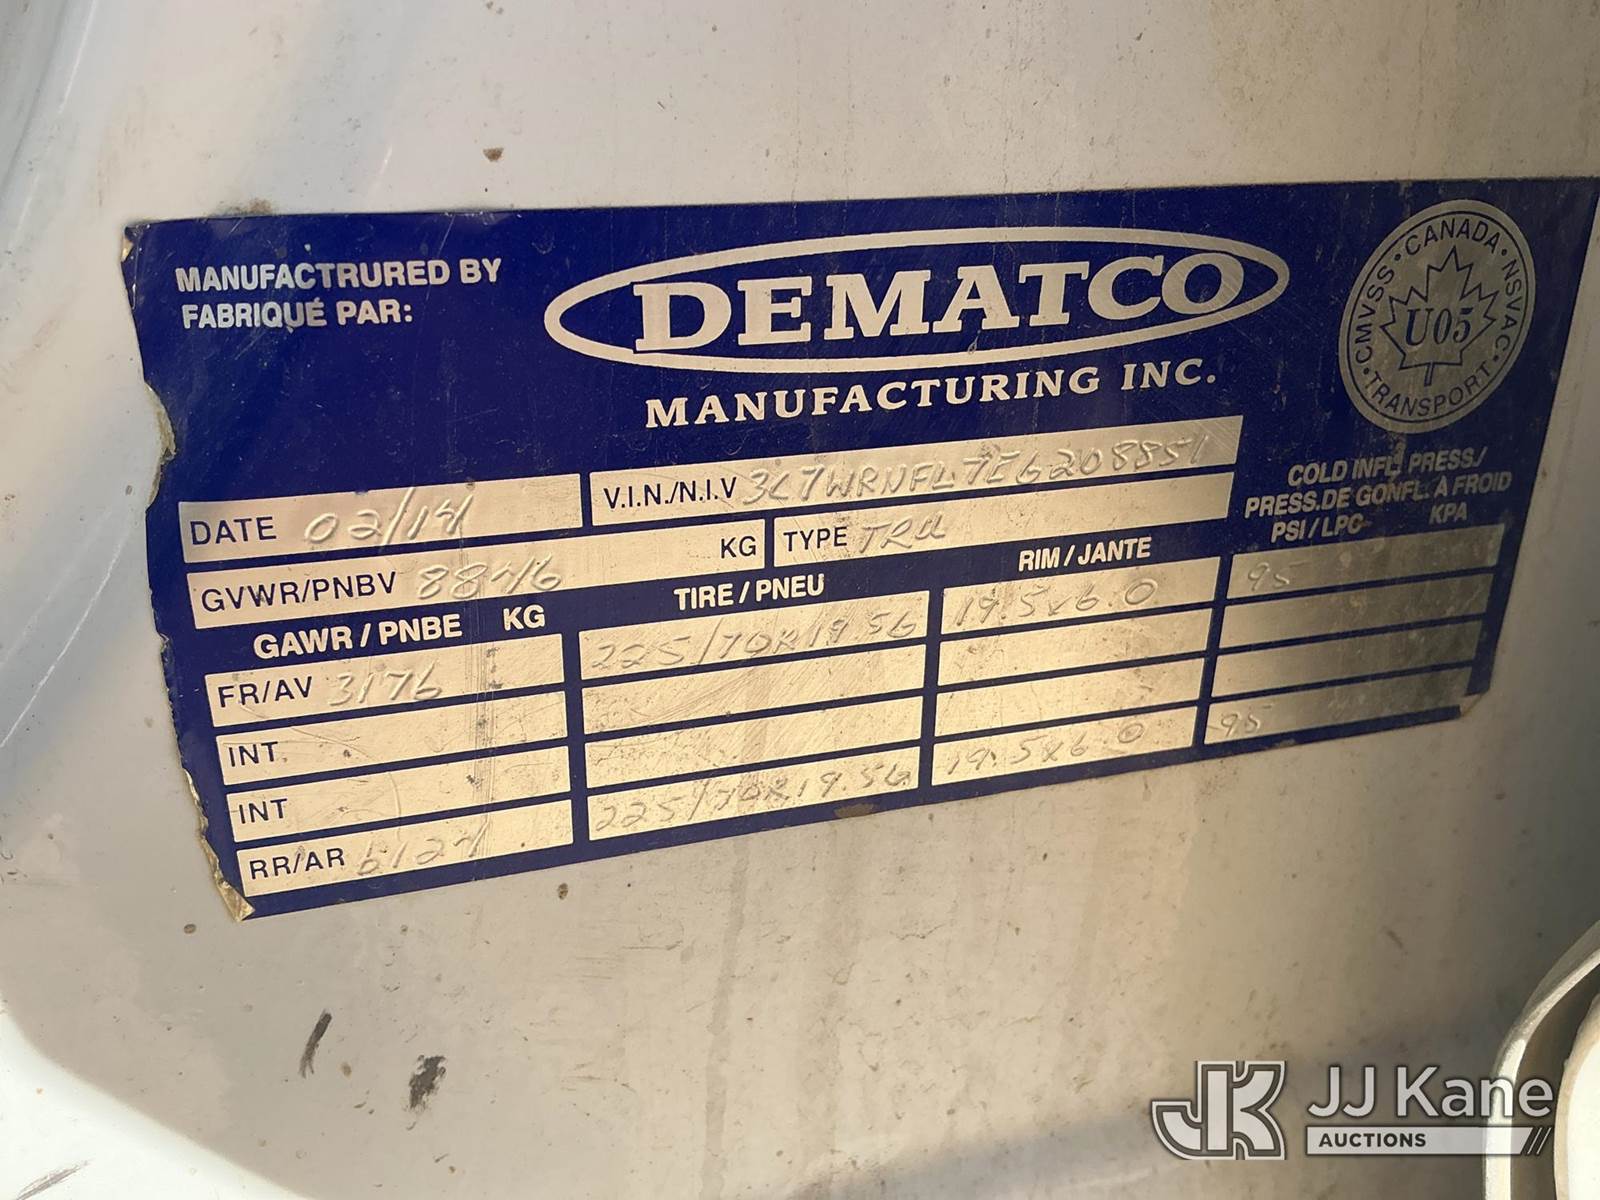 MANUFACTRURED BY
FABRIQUÉ PAR:
DEMATCO
MANUFACTURING INC.
CANADA · NSVAC · TRANSPORT · CMVSS ·
U05
DATE 02/14
V.I.N./N.I.V 3C7WRNFL7EG208851
GVWR/PNBV 8846 KG
TYPE TRU
COLD INFL. PRESS./
PRESS.DE GONFL. À FROID
PSI/LPC KPA
GAWR/PNBE KG TIRE/PNEU RIM/JANTE
FR/AV 3176 225/70R19.5G 19.5x6.0 95
INT.
INT
RR/AR 6124 225/70R19.5G 19.5x6.0 95
JK JJ Kane
AUCTIONS